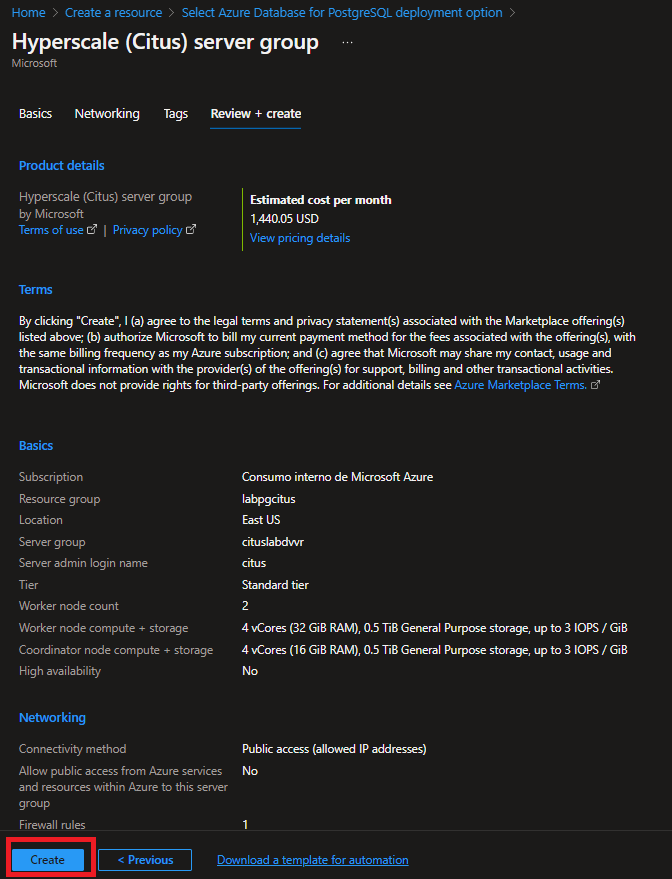 Home > Create a resource > Select Azure Database for PostgreSQL deployment option >
Hyperscale (Citus) server group ...
Microsoft
Basics Networking Tags Review + create
Product details
Hyperscale (Citus) server group
by Microsoft
Terms of use | Privacy policy
Estimated cost per month
1,440.05 USD
View pricing details
Terms
By clicking "Create", I (a) agree to the legal terms and privacy statement(s) associated with the Marketplace offering(s)
listed above; (b) authorize Microsoft to bill my current payment method for the fees associated with the offering(s), with
the same billing frequency as my Azure subscription; and (c) agree that Microsoft may share my contact, usage and
transactional information with the provider(s) of the offering(s) for support, billing and other transactional activities.
Microsoft does not provide rights for third-party offerings. For additional details see Azure Marketplace Terms.
Basics
Subscription Consumo interno de Microsoft Azure
Resource group labpgcitus
Location East US
Server group cituslabdvvr
Server admin login name citus
Tier Standard tier
Worker node count 2
Worker node compute + storage 4 vCores (32 GiB RAM), 0.5 TiB General Purpose storage, up to 3 IOPS / GiB
Coordinator node compute + storage 4 vCores (16 GiB RAM), 0.5 TiB General Purpose storage, up to 3 IOPS / GiB
High availability No
Networking
Connectivity method Public access (allowed IP addresses)
Allow public access from Azure services No
and resources within Azure to this server
group
Firewall rules 1
Create < Previous Download a template for automation